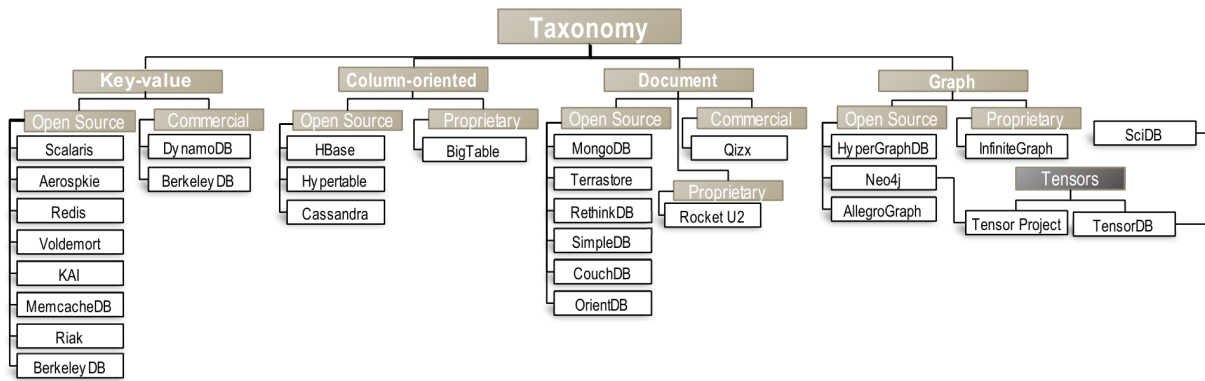 Taxonomy
Key-value
Open Source
Scalaris
Aerospkie
Redis
Voldemort
KAI
MemcacheDB
Riak
Berkeley DB
Commercial
DynamoDB
Berkeley DB
Column-oriented
Open Source
HBase
Hypertable
Cassandra
Proprietary
BigTable
Document
Open Source
MongoDB
Terrastore
RethinkDB
SimpleDB
CouchDB
OrientDB
Commercial
Qizx
Proprietary
Rocket U2
Graph
Open Source
HyperGraphDB
Neo4j
AllegroGraph
Proprietary
InfiniteGraph
SciDB
Tensors
Tensor Project
TensorDB